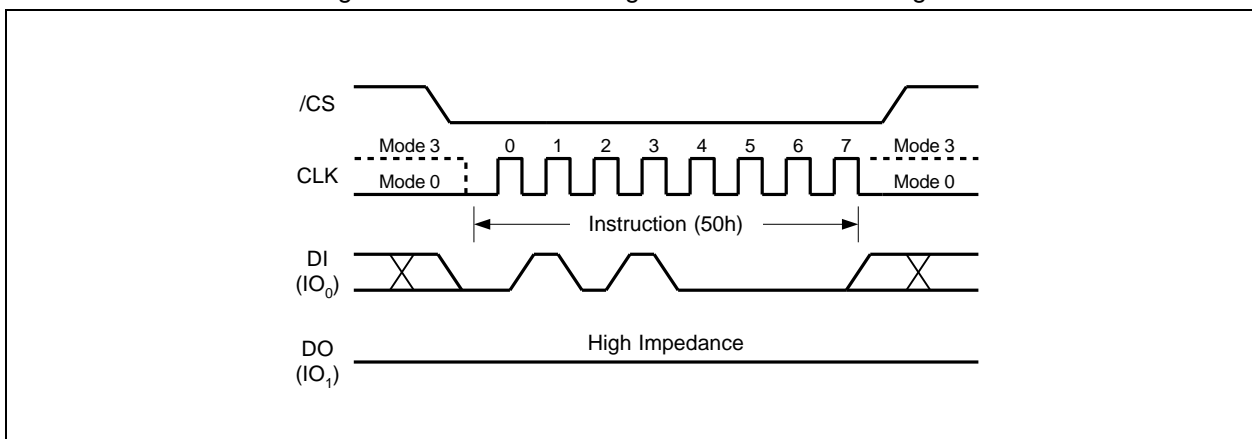 /CS
Mode 3 0 1 2 3 4 5 6 7 Mode 3
CLK
Mode 0 Mode 0
Instruction (50h)
DI
(IO0)
High Impedance
DO
(IO1)